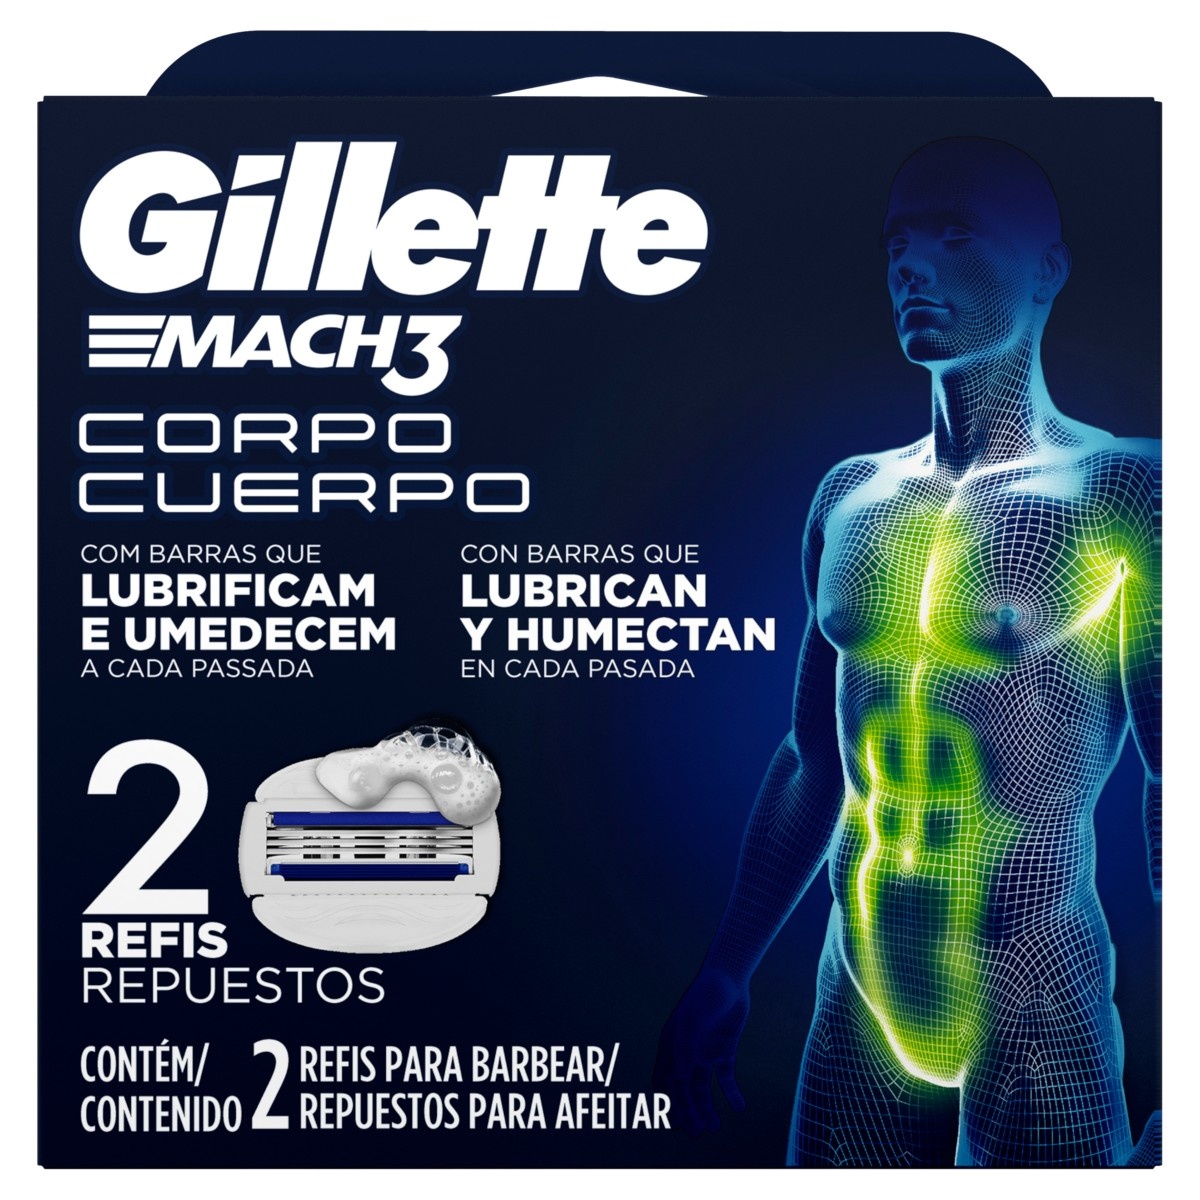 Gillette
MACH3
CORPO
CUERPO
COM BARRAS QUE
LUBRIFICAM
E UMEDECEM
A CADA PASSADA
CON BARRAS QUE
LUBRICAN
Y HUMECTAN
EN CADA PASADA
2
REFIS
REPUESTOS
CONTÉM/
CONTENIDO
2
REFIS PARA BARBEAR/
REPUESTOS PARA AFEITAR